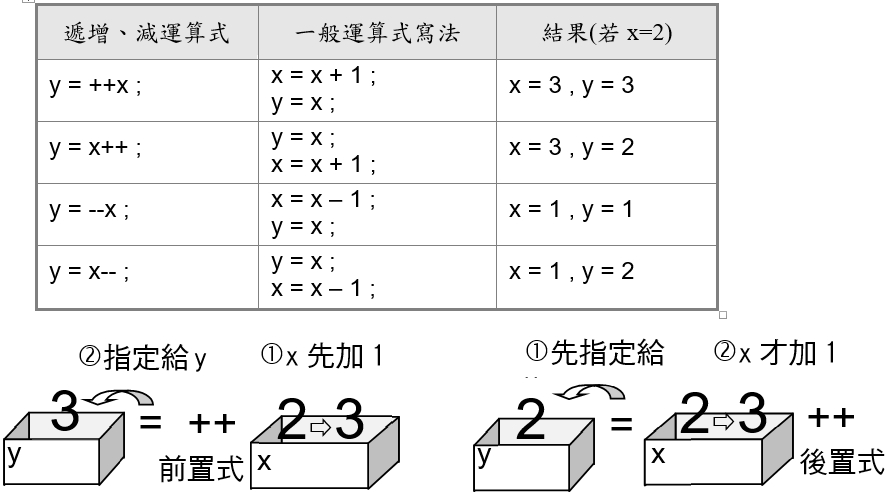 遞增、減運算式
一般運算式寫法
結果(若 x=2)
y = ++x ;
x = x + 1 ;
y = x ;
x = 3 , y = 3
y = x++ ;
y = x ;
x = x + 1 ;
x = 3 , y = 2
y = --x ;
x = x – 1 ;
y = x ;
x = 1 , y = 1
y = x-- ;
y = x ;
x = x – 1 ;
x = 1 , y = 2
②指定給 y
①x 先加 1
3
y
=
++
前置式
2⇨3
x
①先指定給
②x 才加 1
2
y
=
2⇨3
x
++
後置式